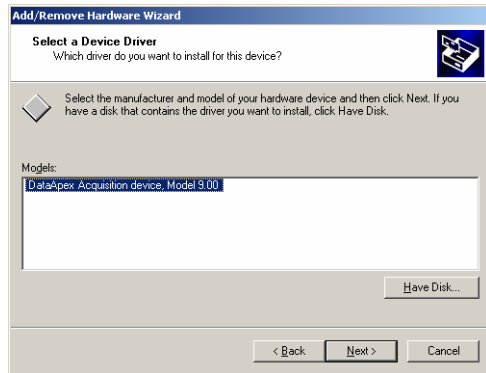 Add/Remove Hardware Wizard
Select a Device Driver
Which driver do you want to install for this device?
Select the manufacturer and model of your hardware device and then click Next. If you
have a disk that contains the driver you want to install, click Have Disk.
Models:
DataApex Acquisition device, Model 9.00
Have Disk...
< Back Next > Cancel